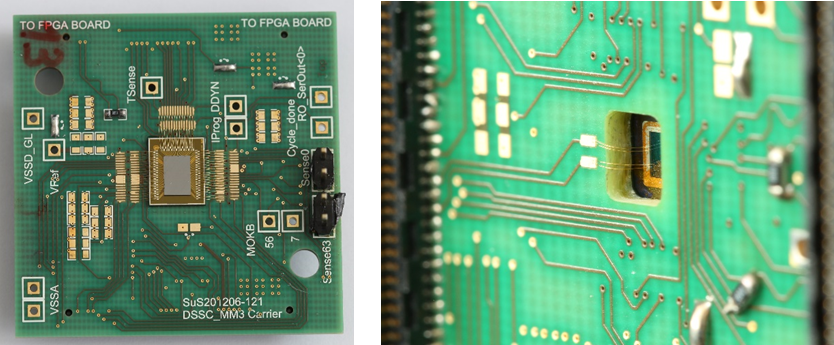 TO FPGA BOARD
TO FPGA BOARD
13
TSense
IProg_DDYN
Cycle_done
RO_SerOut<0>
VSSD_GL
VRef
Sense0
MOKB
56
7
Sense63
VSSA
SuS201206-121
DSSC_MM3 Carrier